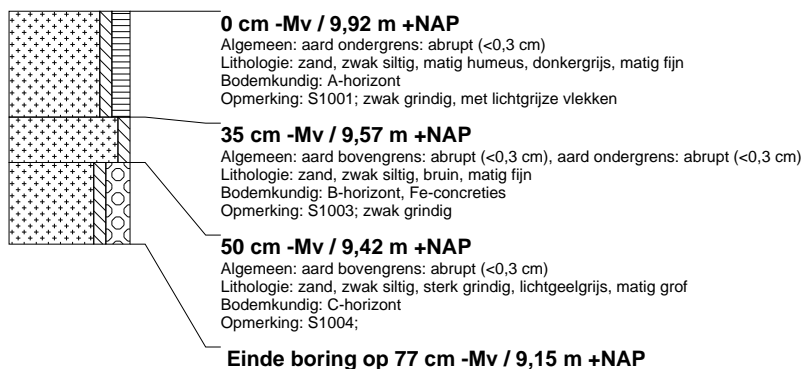 0 cm -Mv / 9,92 m +NAP
Algemeen: aard ondergrens: abrupt (<0,3 cm)
Lithologie: zand, zwak siltig, matig humeus, donkergrijs, matig fijn
Bodemkundig: A-horizont
Opmerking: S1001; zwak grindig, met lichtgrijze vlekken
35 cm -Mv / 9,57 m +NAP
Algemeen: aard bovengrens: abrupt (<0,3 cm), aard ondergrens: abrupt (<0,3 cm)
Lithologie: zand, zwak siltig, bruin, matig fijn
Bodemkundig: B-horizont, Fe-concreties
Opmerking: S1003; zwak grindig
50 cm -Mv / 9,42 m +NAP
Algemeen: aard bovengrens: abrupt (<0,3 cm)
Lithologie: zand, zwak siltig, sterk grindig, lichtgeelgrijs, matig grof
Bodemkundig: C-horizont
Opmerking: S1004;
Einde boring op 77 cm -Mv / 9,15 m +NAP